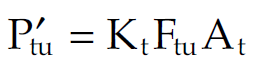 P′tu = KtFtuAt